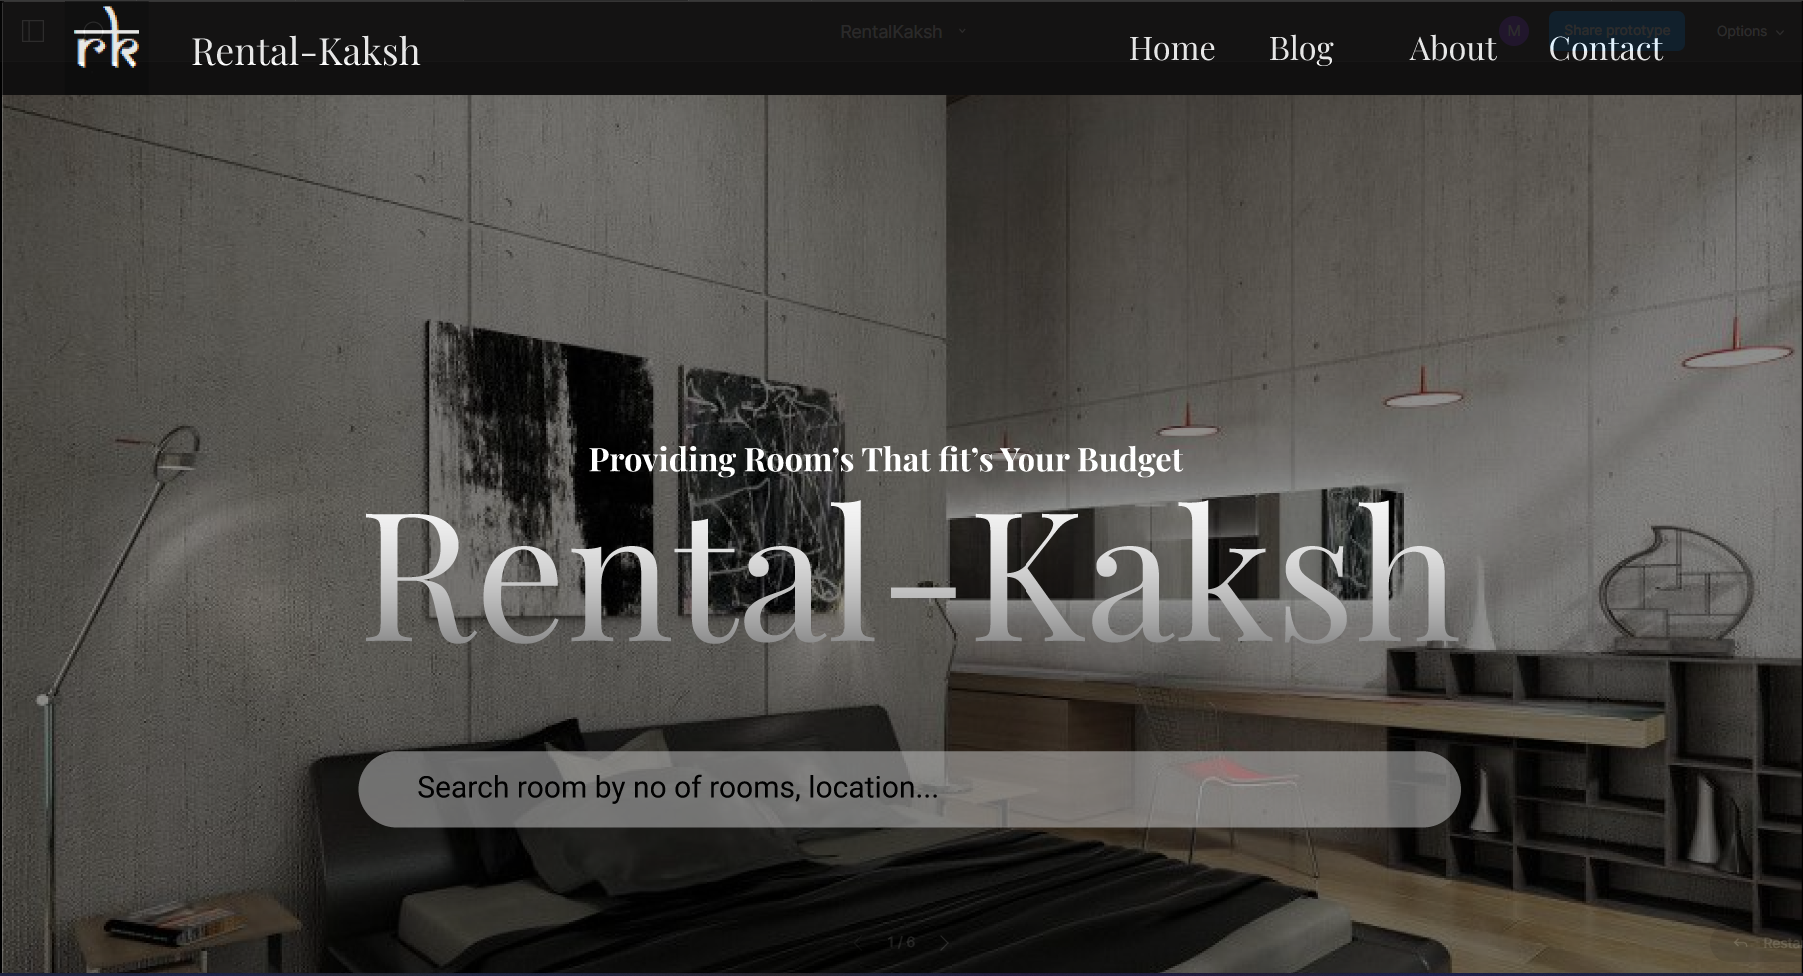 rk
Rental-Kaksh
RentalKaksh
Home
Blog
About
Contact
M
Share prototype
Options
Providing Room’s That fit’s Your Budget
Rental-Kaksh
Search room by no of rooms, location...
1 / 6